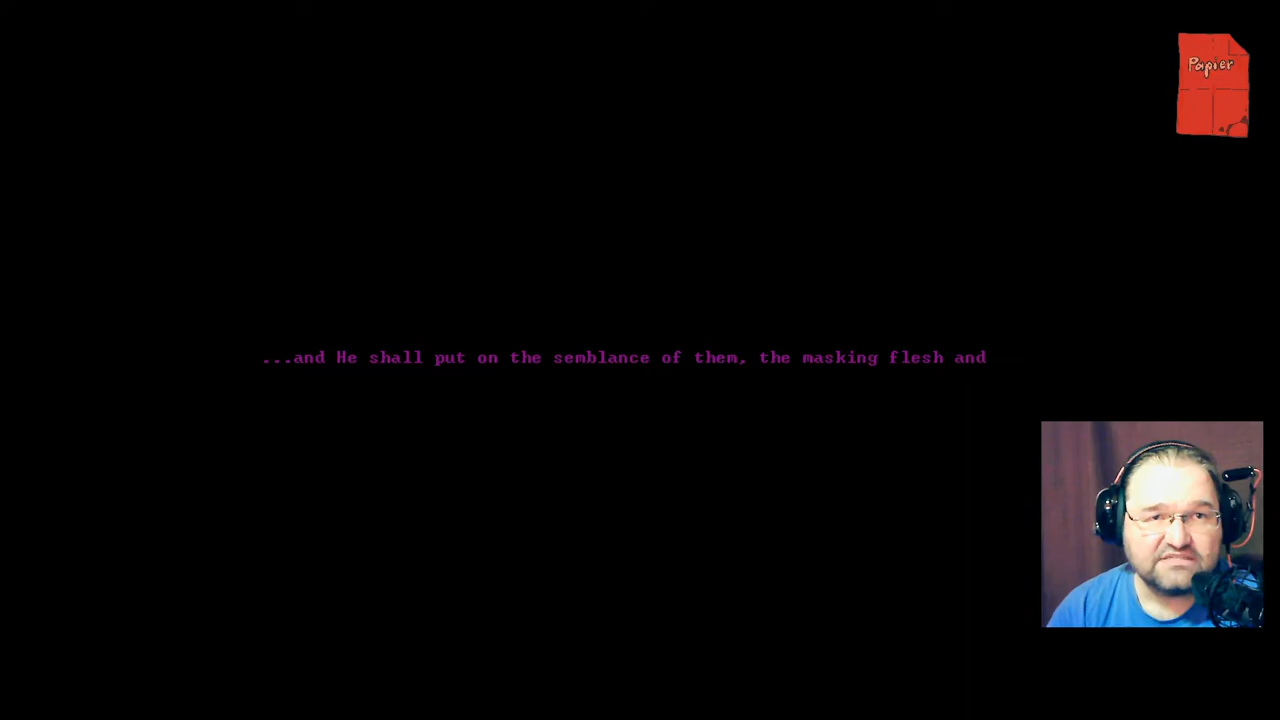 Papier
...and He shall put on the semblance of them, the masking flesh and